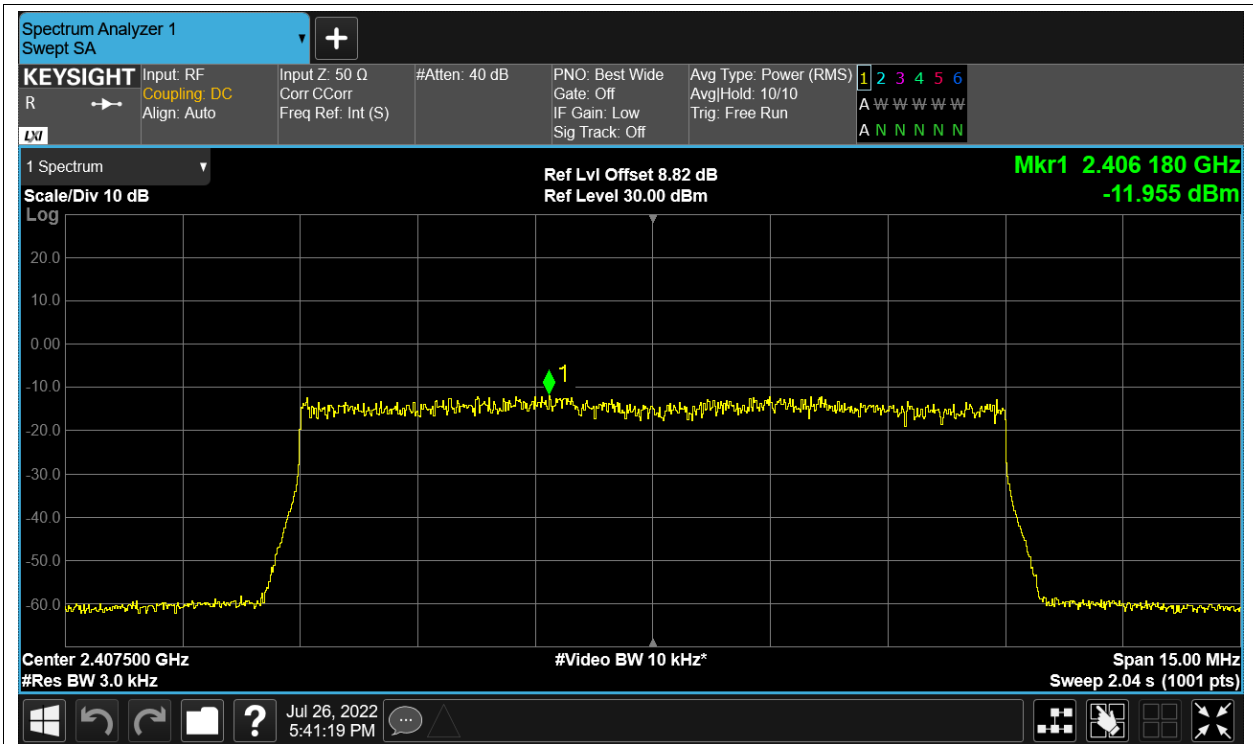 Spectrum Analyzer 1
Swept SA
+
KEYSIGHT
R
LXI
Input: RF
Coupling: DC
Align: Auto
Input Z: 50 Ω
Corr CCorr
Freq Ref: Int (S)
#Atten: 40 dB
PNO: Best Wide
Gate: Off
IF Gain: Low
Sig Track: Off
Avg Type: Power (RMS)
Avg|Hold: 10/10
Trig: Free Run
1 2 3 4 5 6
A W W W W W
A N N N N N
1 Spectrum
Scale/Div 10 dB
Log
Ref Lvl Offset 8.82 dB
Ref Level 30.00 dBm
Mkr1 2.406 180 GHz
-11.955 dBm
20.0
10.0
0.00
-10.0
-20.0
-30.0
-40.0
-50.0
-60.0
1
Center 2.407500 GHz
#Res BW 3.0 kHz
#Video BW 10 kHz*
Span 15.00 MHz
Sweep 2.04 s (1001 pts)
?
Jul 26, 2022
5:41:19 PM